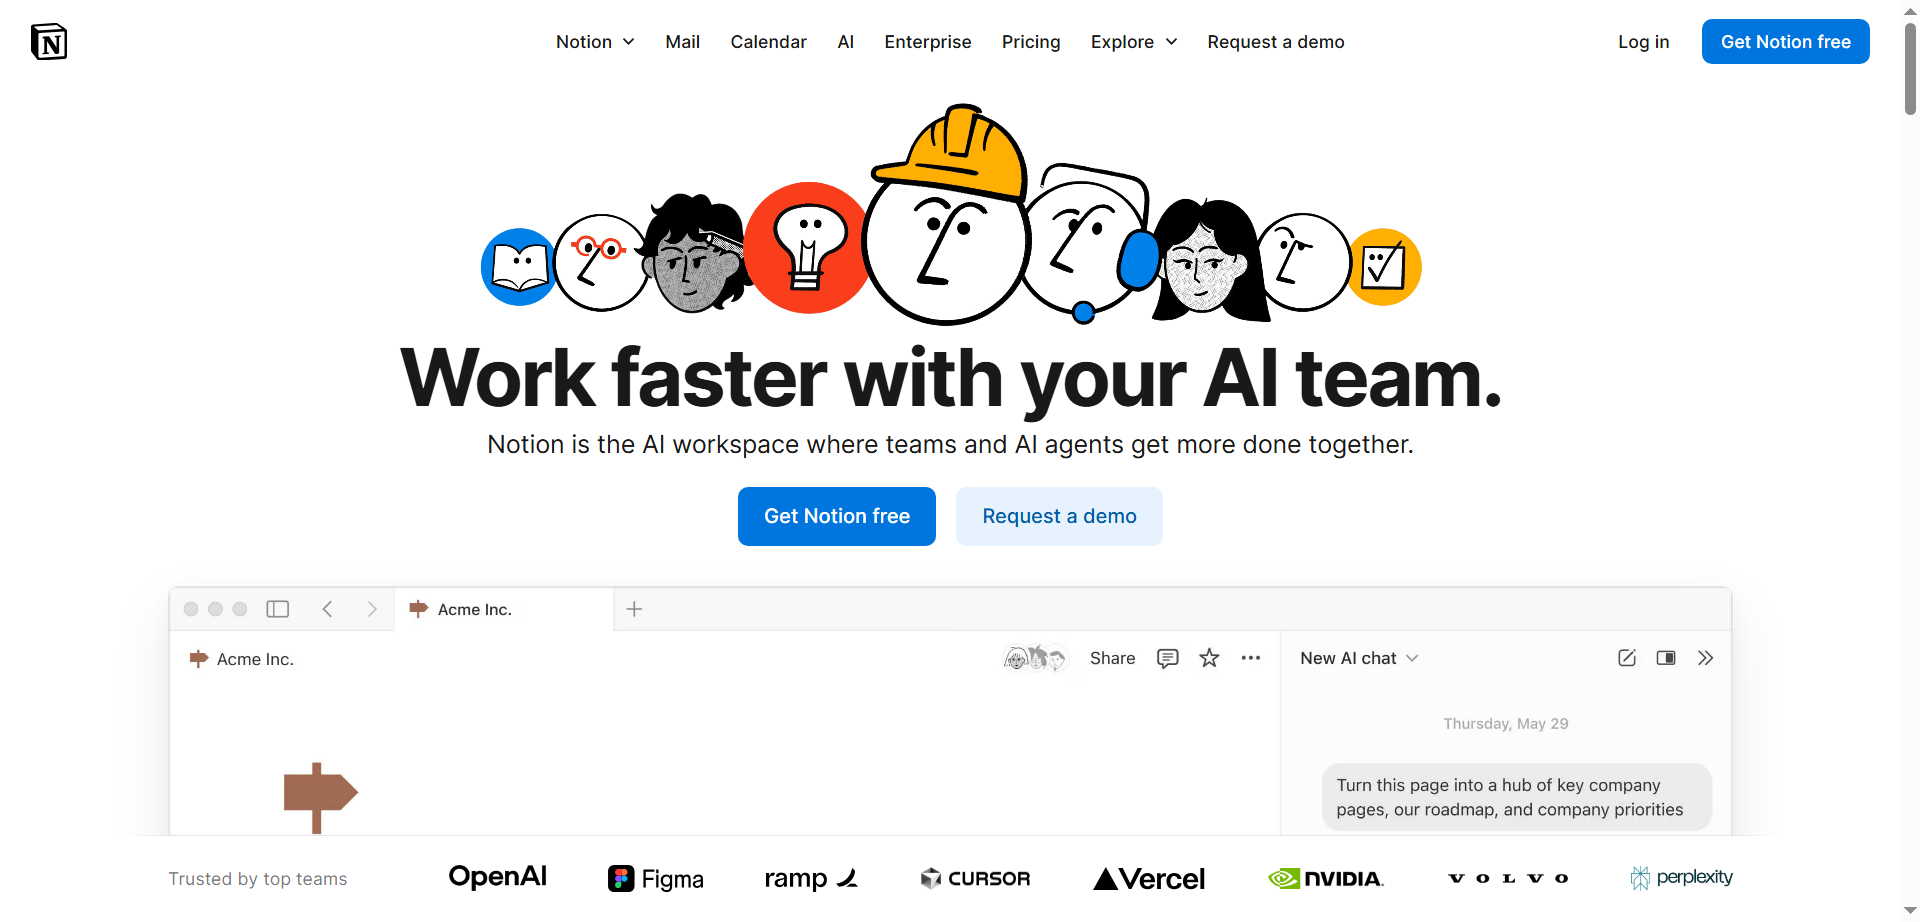 N
Notion
Mail
Calendar
AI
Enterprise
Pricing
Explore
Request a demo
Log in
Get Notion free
Work faster with your AI team.
Notion is the AI workspace where teams and AI agents get more done together.
Get Notion free
Request a demo
Acme Inc.
Acme Inc.
Share
New AI chat
Thursday, May 29
Turn this page into a hub of key company
pages, our roadmap, and company priorities
Trusted by top teams
OpenAI
Figma
ramp
CURSOR
Vercel
NVIDIA.
VOLVO
perplexity